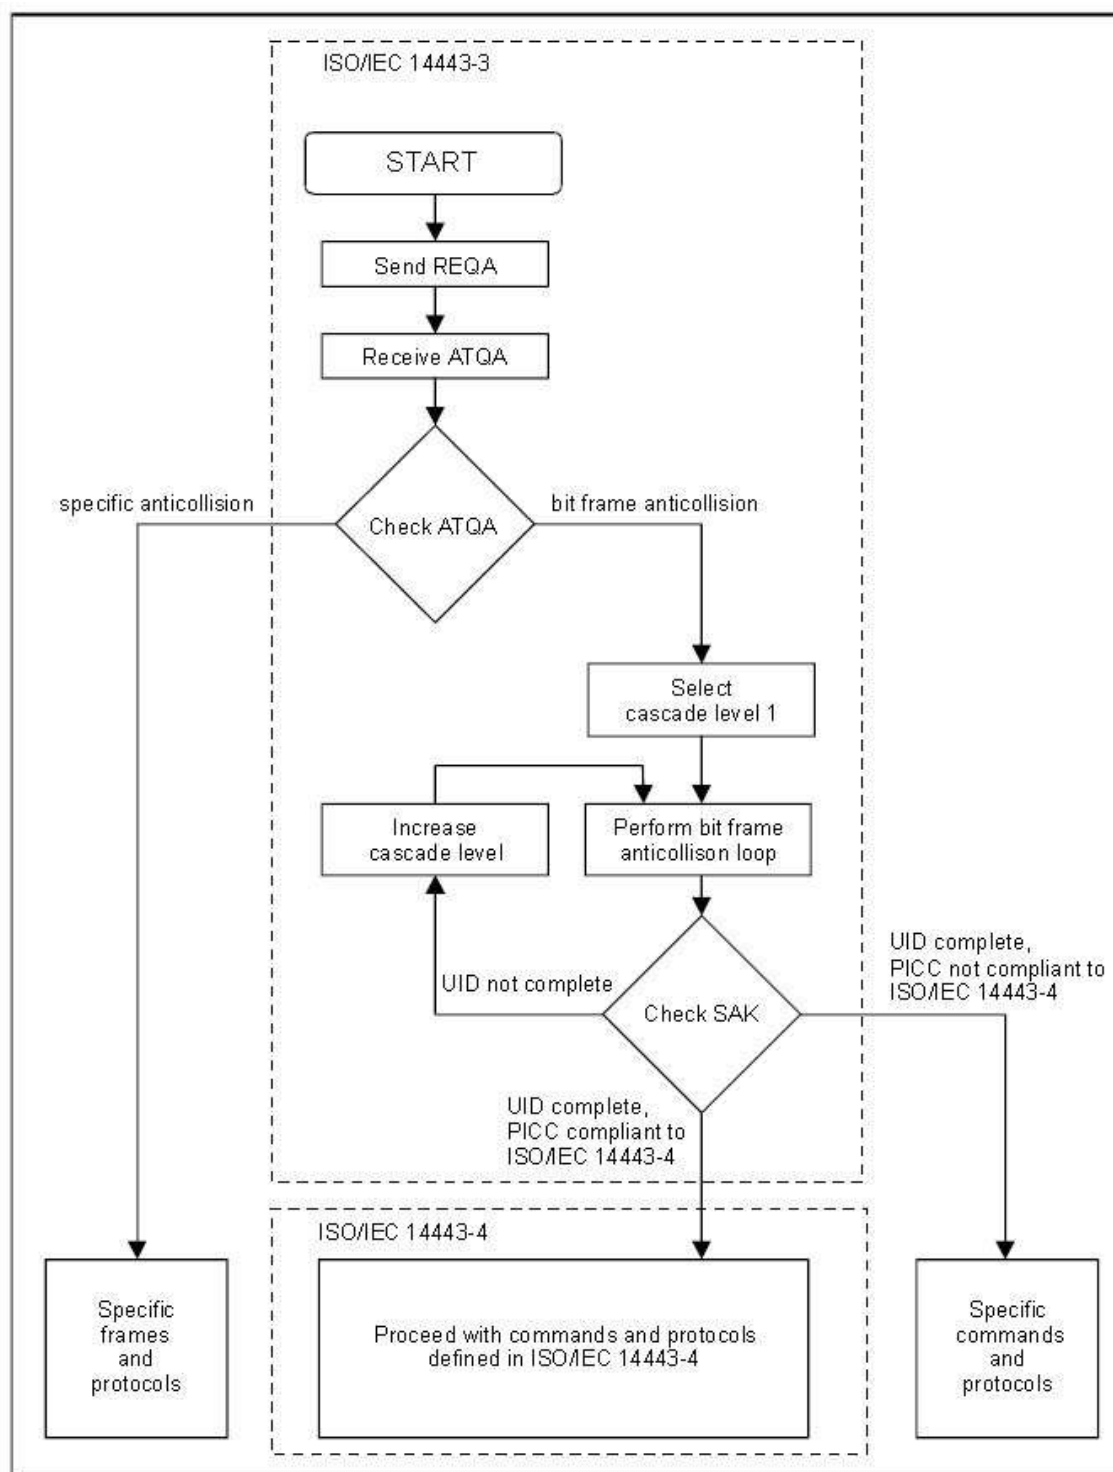 ISO/IEC 14443-3
START
Send REQA
Receive ATQA
specific anticollision
bit frame anticollision
Check ATQA
Select
cascade level 1
Increase
cascade level
Perform bit frame
anticollison loop
UID complete,
PICC not compliant to
ISO/IEC 14443-4
UID not complete
Check SAK
UID complete,
PICC compliant to
ISO/IEC 14443-4
ISO/IEC 14443-4
Specific
frames
and
protocols
Proceed with commands and protocols
defined in ISO/IEC 14443-4
Specific
commands
and
protocols